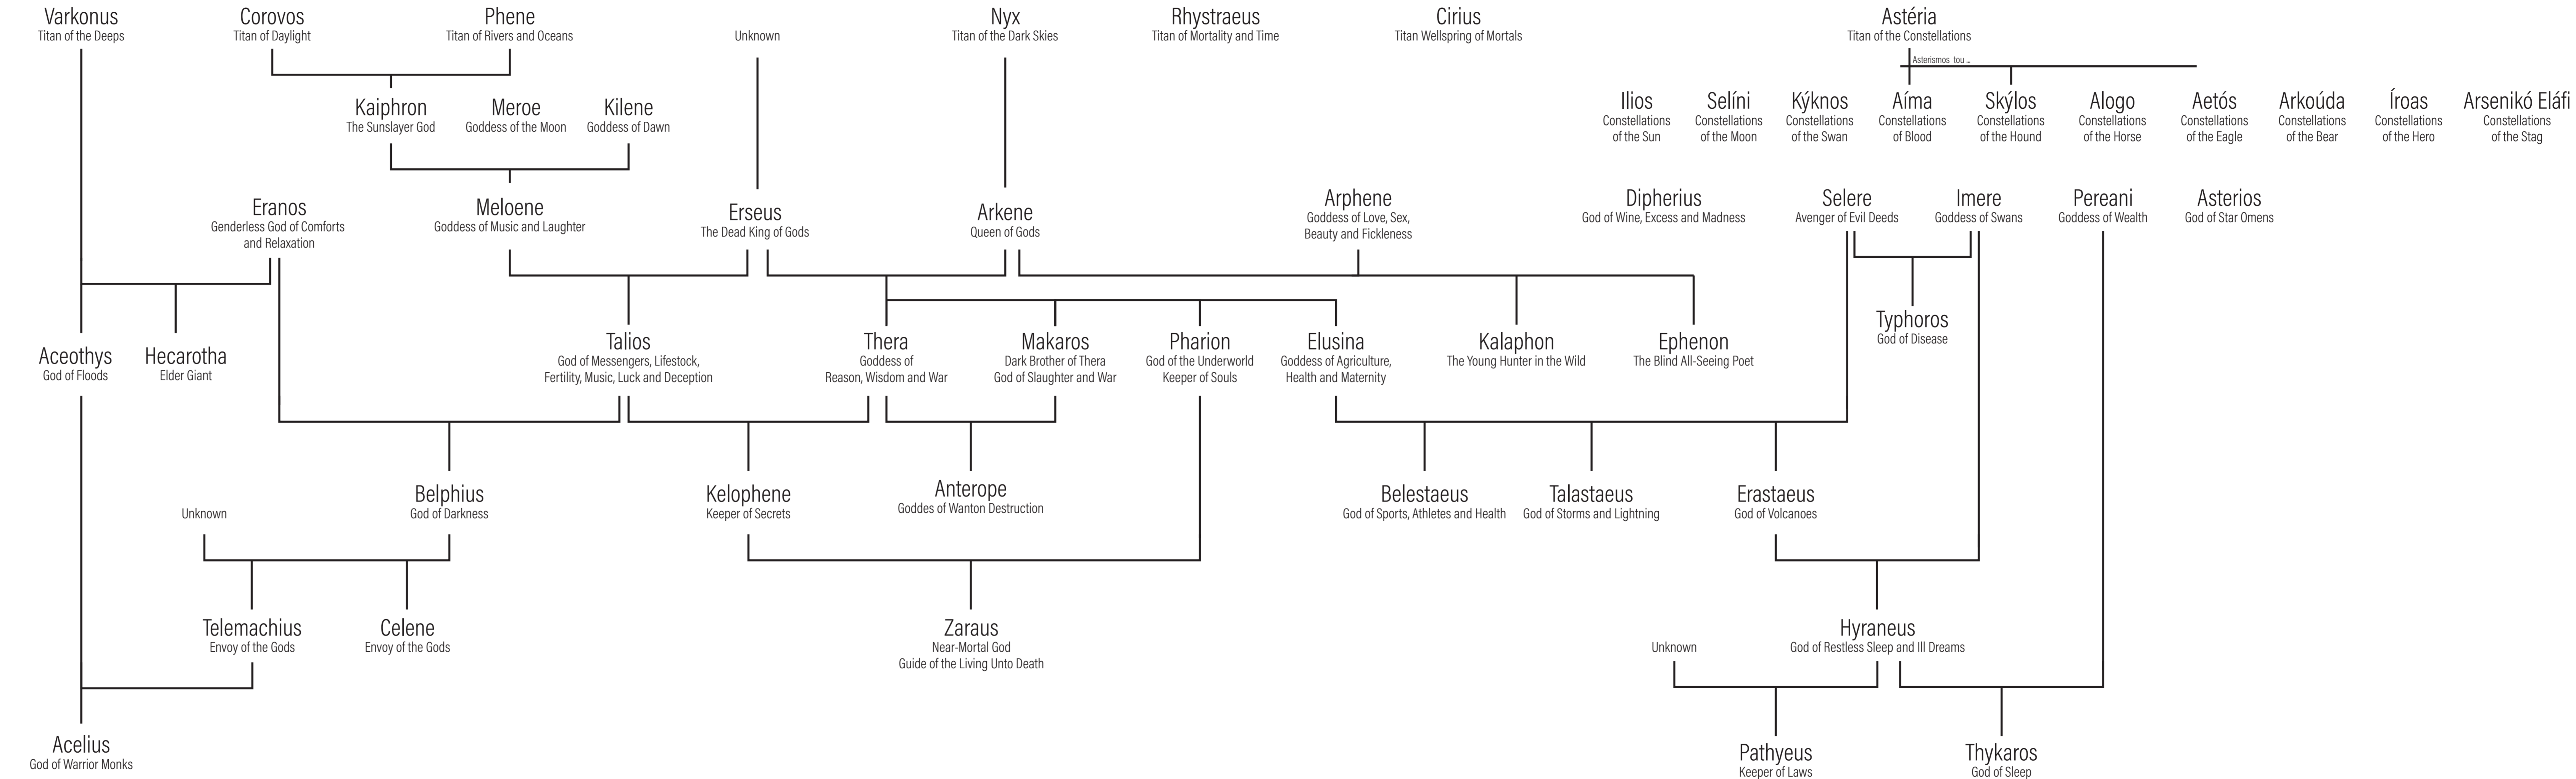 Varkonus
Titan of the Deeps
Corovos
Titan of Daylight
Phene
Titan of Rivers and Oceans
Unknown
Nyx
Titan of the Dark Skies
Rhystraeus
Titan of Mortality and Time
Cirius
Titan Wellspring of Mortals
Astéria
Titan of the Constellations
Asterismos tou ...
Kaiphron
The Sunslayer God
Meroe
Goddess of the Moon
Kilene
Goddess of Dawn
Ilios
Constellations
of the Sun
Selíni
Constellations
of the Moon
Kýknos
Constellations
of the Swan
Aíma
Constellations
of Blood
Skýlos
Constellations
of the Hound
Alogo
Constellations
of the Horse
Aetós
Constellations
of the Eagle
Arkoúda
Constellations
of the Bear
Íroas
Constellations
of the Hero
Arsenikó Eláfi
Constellations
of the Stag
Eranos
Genderless God of Comforts
and Relaxation
Meloene
Goddess of Music and Laughter
Erseus
The Dead King of Gods
Arkene
Queen of Gods
Arphene
Goddess of Love, Sex,
Beauty and Fickleness
Dipherius
God of Wine, Excess and Madness
Selere
Avenger of Evil Deeds
Imere
Goddess of Swans
Pereani
Goddess of Wealth
Asterios
God of Star Omens
Typhoros
God of Disease
Aceothys
God of Floods
Hecarotha
Elder Giant
Talios
God of Messengers, Lifestock,
Fertility, Music, Luck and Deception
Thera
Goddess of
Reason, Wisdom and War
Makaros
Dark Brother of Thera
God of Slaughter and War
Pharion
God of the Underworld
Keeper of Souls
Elusina
Goddess of Agriculture,
Health and Maternity
Kalaphon
The Young Hunter in the Wild
Ephenon
The Blind All-Seeing Poet
Unknown
Belphius
God of Darkness
Kelophene
Keeper of Secrets
Anterope
Goddes of Wanton Destruction
Belestaeus
God of Sports, Athletes and Health
Talastaeus
God of Storms and Lightning
Erastaeus
God of Volcanoes
Telemachius
Envoy of the Gods
Celene
Envoy of the Gods
Zaraus
Near-Mortal God
Guide of the Living Unto Death
Unknown
Hyraneus
God of Restless Sleep and Ill Dreams
Acelius
God of Warrior Monks
Pathyeus
Keeper of Laws
Thykaros
God of Sleep